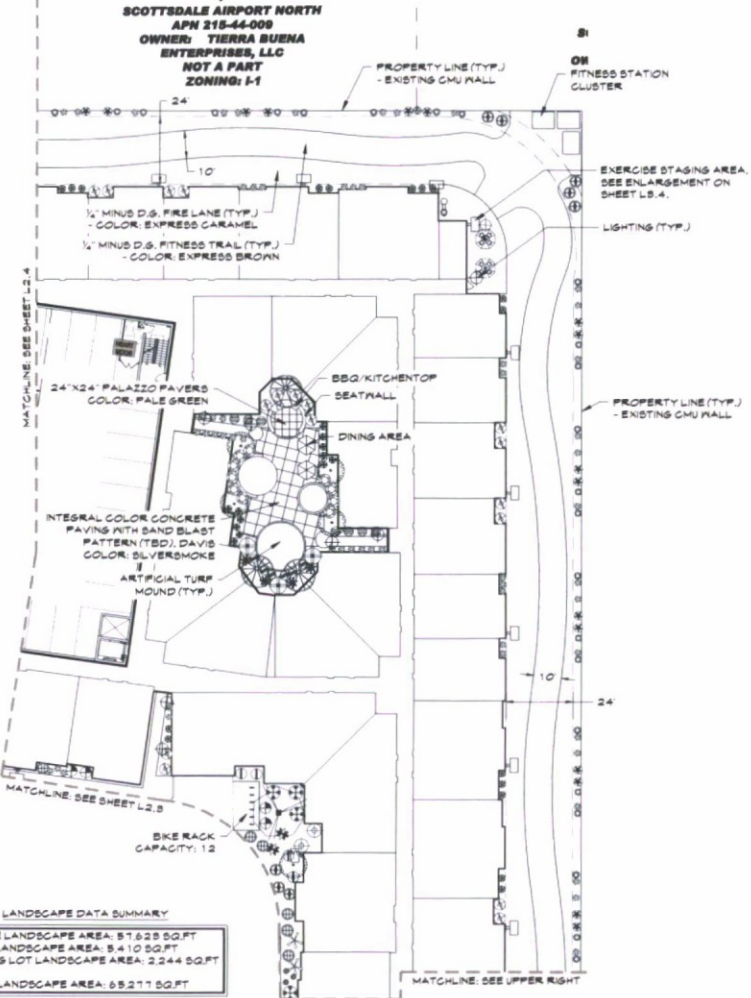 SCOTTSDALE AIRPORT NORTH
APN 215-44-009
OWNER: TIERRA BUENA
ENTERPRISES, LLC
NOT A PART
ZONING: I-1
24'
PROPERTY LINE (TYP.)
- EXISTING CMU WALL
FITNESS STATION
CLUSTER
10'
EXERCISE STAGING AREA,
SEE ENLARGEMENT ON
SHEET L5.4.
¼" MINUS D.G. FIRE LANE (TYP.)
- COLOR: EXPRESS CARAMEL
¼" MINUS D.G. FITNESS TRAIL (TYP.)
- COLOR: EXPRESS BROWN
LIGHTING (TYP.)
MATCHLINE: SEE SHEET L2.4
24"X24" PALAZZO PAVERS
COLOR: PALE GREEN
BBQ/KITCHENTOP
SEATWALL
DINING AREA
PROPERTY LINE (TYP.)
- EXISTING CMU WALL
INTEGRAL COLOR CONCRETE
PAVING WITH SAND BLAST
PATTERN (TBD), DAVIS
COLOR: SILVERSMOKE
ARTIFICIAL TURF
MOUND (TYP.)
10'
24'
MATCHLINE: SEE SHEET L2.3
BIKE RACK
CAPACITY: 12
LANDSCAPE DATA SUMMARY
LANDSCAPE AREA: 57,623 SQ.FT
LANDSCAPE AREA: 5,410 SQ.FT
LOT LANDSCAPE AREA: 2,244 SQ.FT
LANDSCAPE AREA: 65,277 SQ.FT
MATCHLINE: SEE UPPER RIGHT